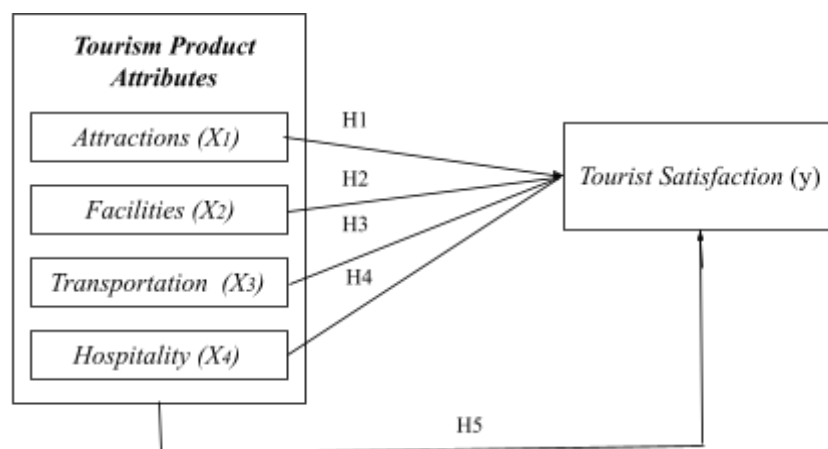 Tourism Product
Attributes
Attractions (X1)
H1
Facilities (X2)
H2
Transportation (X3)
H3
Hospitality (X4)
H4
Tourist Satisfaction (y)
H5